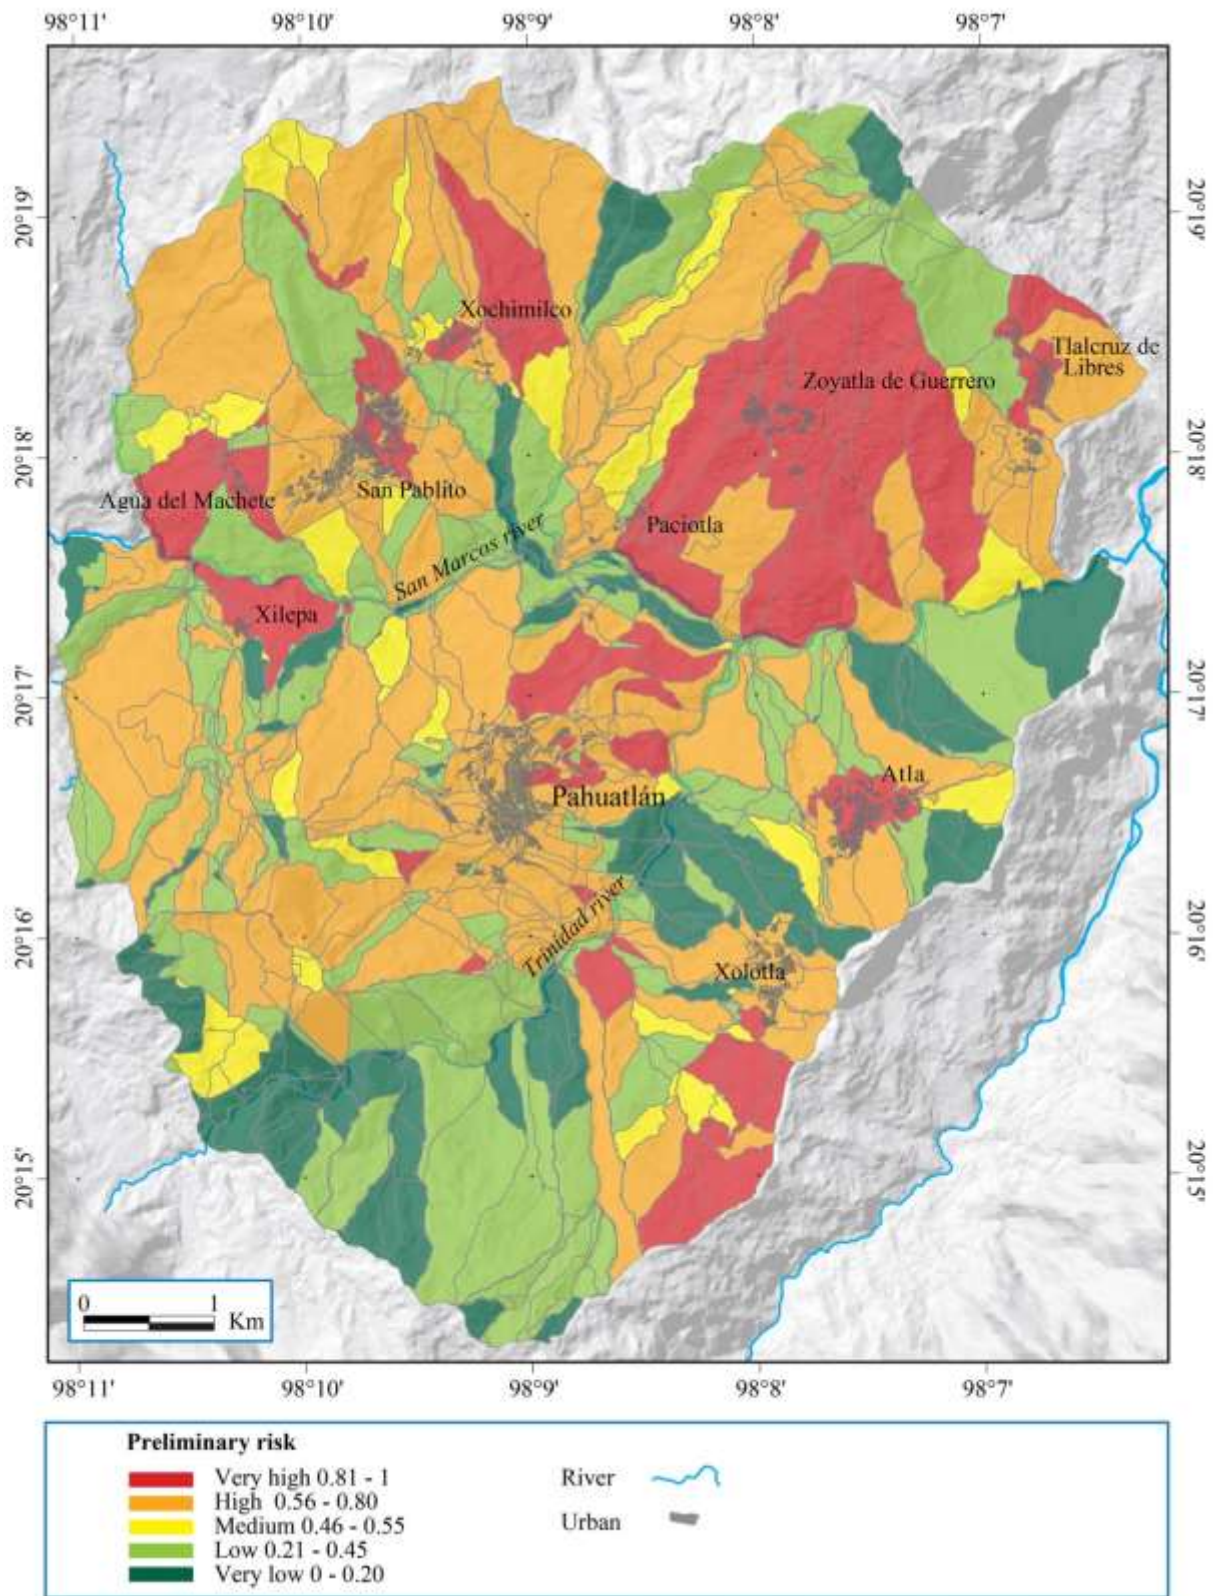 98°11' 98°10' 98°9' 98°8' 98°7'
20°19' 20°19'
Xochimilco
Tlalcruz de
Libres
Zoyatla de Guerrero
20°18' 20°18'
San Pablito
Agua del Machete
Paciotla
San Marcos river
Xilepa
20°17' 20°17'
Atla
Pahuatlán
Trinidad river
20°16' 20°16'
Xolotla
20°15' 20°15'
0 1
Km
98°11' 98°10' 98°9' 98°8' 98°7'
Preliminary risk
Very high 0.81 - 1
High 0.56 - 0.80
Medium 0.46 - 0.55
Low 0.21 - 0.45
Very low 0 - 0.20
River
Urban